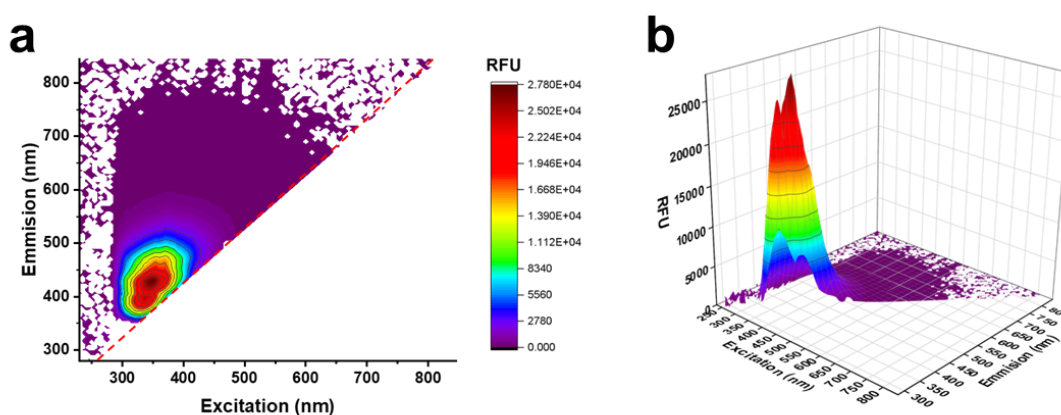 a
Emmision (nm)
800
700
600
500
400
300
300 400 500 600 700 800
Excitation (nm)
RFU
2.780E+04
2.502E+04
2.224E+04
1.946E+04
1.668E+04
1.390E+04
1.112E+04
8340
5560
2780
0.000
b
RFU
25000
20000
15000
10000
5000
0
250 300 350 400 450 500 550 600 650 700 750 800
Excitation (nm)
300 350 400 450 500 550 600 650 700 750
Emmision (nm)